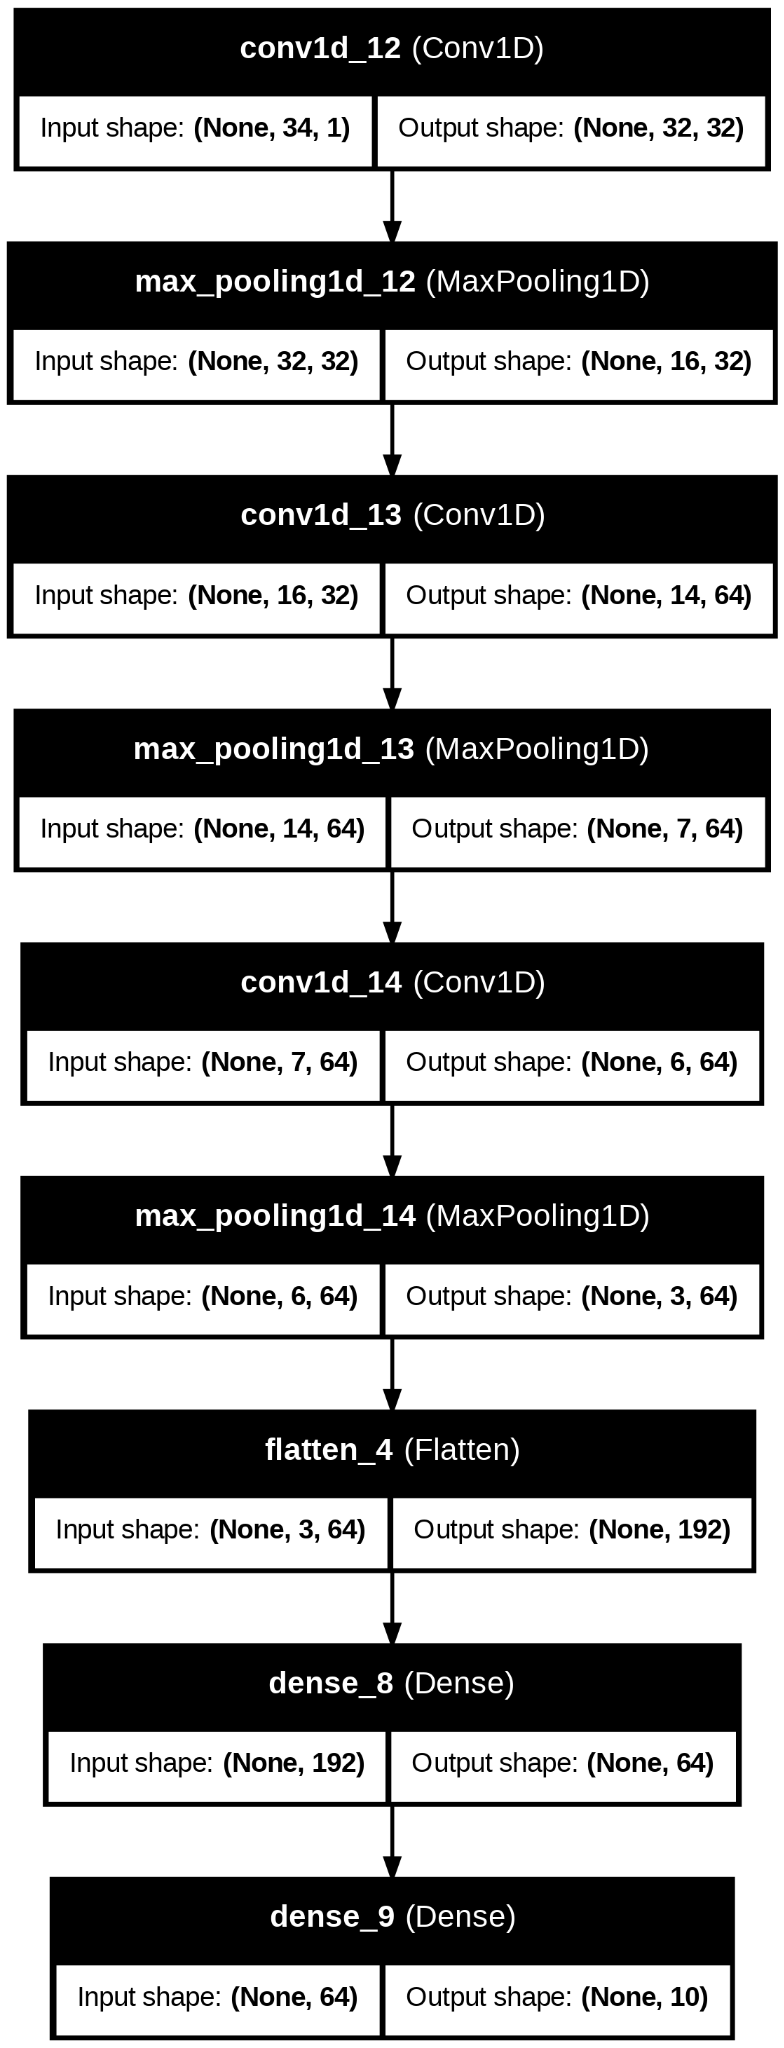 conv1d_12 (Conv1D)
Input shape: (None, 34, 1) Output shape: (None, 32, 32)
max_pooling1d_12 (MaxPooling1D)
Input shape: (None, 32, 32) Output shape: (None, 16, 32)
conv1d_13 (Conv1D)
Input shape: (None, 16, 32) Output shape: (None, 14, 64)
max_pooling1d_13 (MaxPooling1D)
Input shape: (None, 14, 64) Output shape: (None, 7, 64)
conv1d_14 (Conv1D)
Input shape: (None, 7, 64) Output shape: (None, 6, 64)
max_pooling1d_14 (MaxPooling1D)
Input shape: (None, 6, 64) Output shape: (None, 3, 64)
flatten_4 (Flatten)
Input shape: (None, 3, 64) Output shape: (None, 192)
dense_8 (Dense)
Input shape: (None, 192) Output shape: (None, 64)
dense_9 (Dense)
Input shape: (None, 64) Output shape: (None, 10)